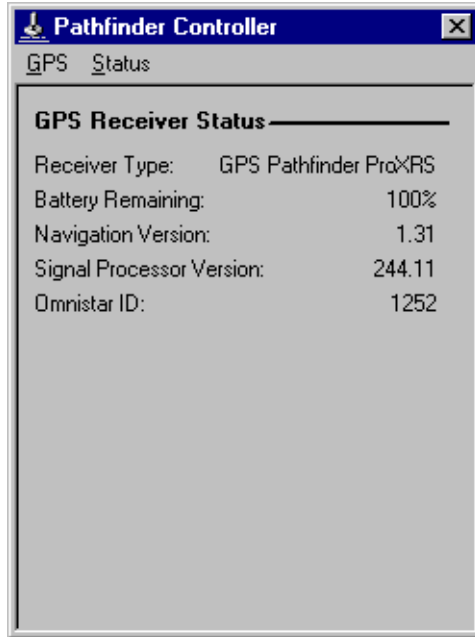 Pathfinder Controller
GPS Status
GPS Receiver Status
Receiver Type: GPS Pathfinder ProXRS
Battery Remaining: 100%
Navigation Version: 1.31
Signal Processor Version: 244.11
Omnistar ID: 1252